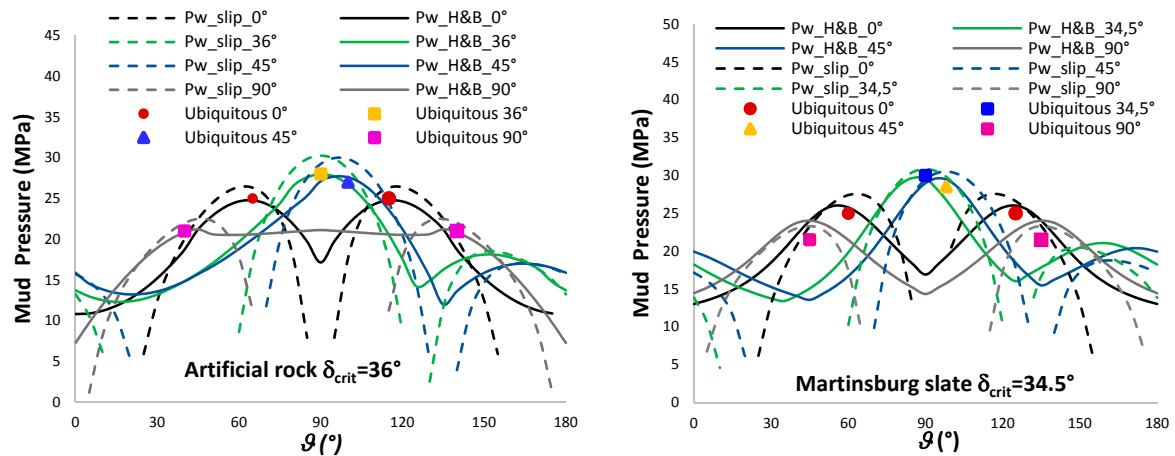 Pw_slip_0° Pw_H&B_0°
Pw_slip_36° Pw_H&B_36°
Pw_slip_45° Pw_H&B_45°
Pw_slip_90° Pw_H&B_90°
Ubiquitous 0° Ubiquitous 36°
Ubiquitous 45° Ubiquitous 90°
Mud Pressure (MPa)
45
40
35
30
25
20
15
10
5
0
Artificial rock δcrit=36°
0 30 60 90 120 150 180
ϑ (°)
Pw_H&B_0° Pw_H&B_34,5°
Pw_H&B_45° Pw_H&B_90°
Pw_slip_0° Pw_slip_45°
Pw_slip_34,5° Pw_slip_90°
Ubiquitous 0° Ubiquitous 34,5°
Ubiquitous 45° Ubiquitous 90°
Mud Pressure (MPa)
50
45
40
35
30
25
20
15
10
5
0
Martinsburg slate δcrit=34.5°
0 30 60 90 120 150 180
ϑ (°)